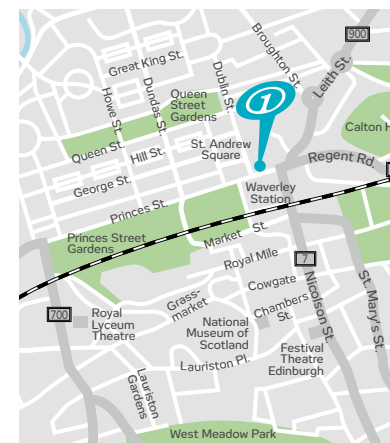 900
Great King St.
Broughton St.
Leith St.
Howe St.
Dundas St.
Dublin St.
Queen
Street
Gardens
1
Calton H
Queen St.
Hill St.
St. Andrew
Square
Regent Rd.
George St.
Waverley
Station
Princes St.
Princes Street
Gardens
Market St.
Royal Mile
7
Cowgate
Grass-
market
Chambers
St.
Nicolson St.
St. Mary's St.
700
Royal
Lyceum
Theatre
National
Museum of
Scotland
Festival
Theatre
Edinburgh
Lauriston Pl.
Lauriston
Gardens
West Meadow Park